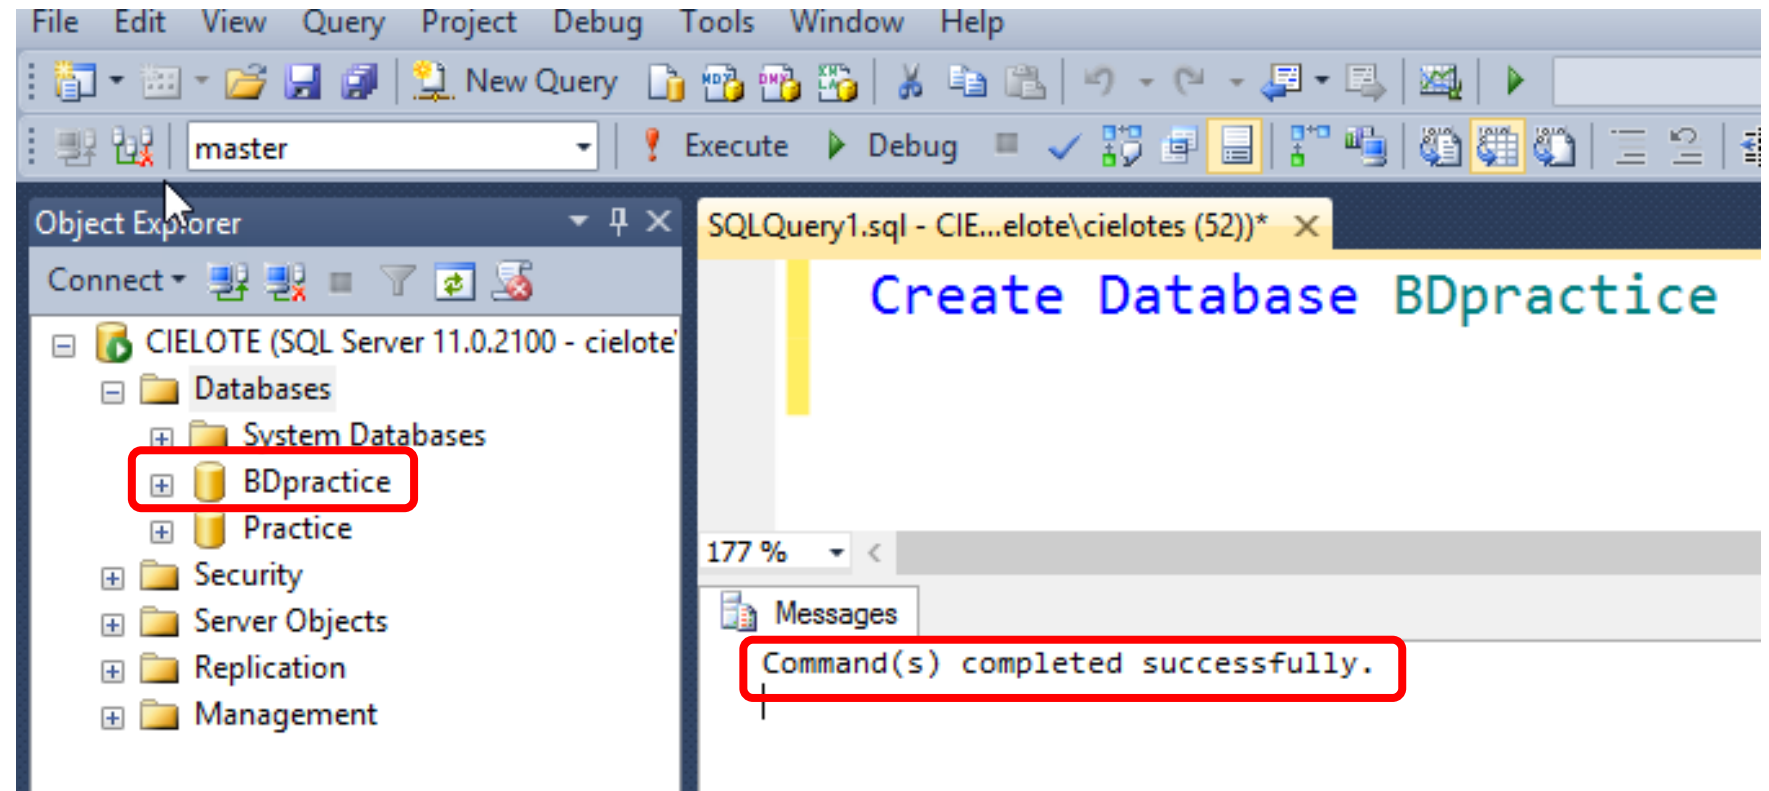 File Edit View Query Project Debug Tools Window Help
New Query
master Execute Debug
Object Explorer
SQLQuery1.sql - CIE...elote\cielotes (52))*
Connect
Create Database BDpractice
CIELOTE (SQL Server 11.0.2100 - cielote\
Databases
System Databases
BDpractice
Practice
Security
Server Objects
Replication
Management
177 %
Messages
Command(s) completed successfully.